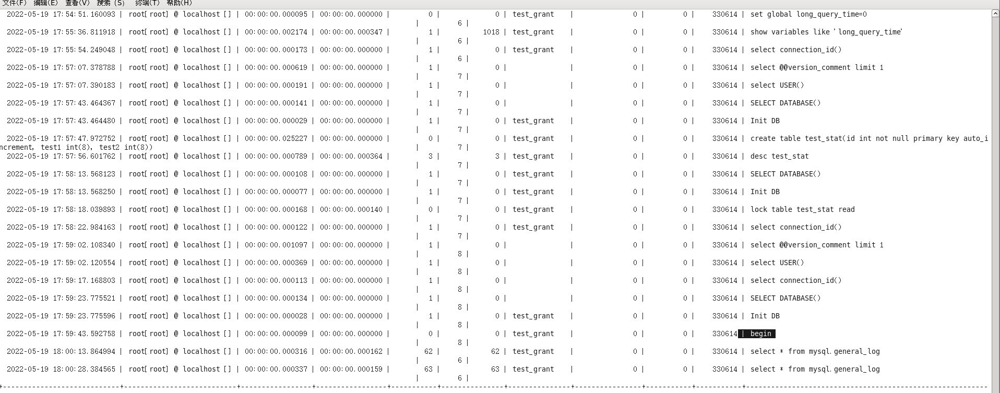 文件(F) 编辑(E) 查看(V) 搜索 (S) 终端(T) 帮助(H)
2022-05-19 17:54:51.160093 | root[root] @ localhost [] | 00:00:00.000095 | 00:00:00.000000 | 0 | 0 | test_grant | 0 | 0 | 330614 | set global long_query_time=0
| 6 |
2022-05-19 17:55:36.811918 | root[root] @ localhost [] | 00:00:00.002174 | 00:00:00.000347 | 1 | 1018 | test_grant | 0 | 0 | 330614 | show variables like 'long_query_time'
| 6 |
2022-05-19 17:55:54.249048 | root[root] @ localhost [] | 00:00:00.000173 | 00:00:00.000000 | 1 | 0 | test_grant | 0 | 0 | 330614 | select connection_id()
| 6 |
2022-05-19 17:57:07.378788 | root[root] @ localhost [] | 00:00:00.000619 | 00:00:00.000000 | 1 | 0 | | 0 | 0 | 330614 | select @@version_comment limit 1
| 7 |
2022-05-19 17:57:07.390183 | root[root] @ localhost [] | 00:00:00.000191 | 00:00:00.000000 | 1 | 0 | | 0 | 0 | 330614 | select USER()
| 7 |
2022-05-19 17:57:43.464367 | root[root] @ localhost [] | 00:00:00.000141 | 00:00:00.000000 | 1 | 0 | | 0 | 0 | 330614 | SELECT DATABASE()
| 7 |
2022-05-19 17:57:43.464480 | root[root] @ localhost [] | 00:00:00.000029 | 00:00:00.000000 | 1 | 0 | test_grant | 0 | 0 | 330614 | Init DB
| 7 |
2022-05-19 17:57:47.972752 | root[root] @ localhost [] | 00:00:00.025227 | 00:00:00.000000 | 0 | 0 | test_grant | 0 | 0 | 330614 | create table test_stat(id int not null primary key auto_i
ncrement, test1 int(8), test2 int(8)) | 7 |
2022-05-19 17:57:56.601762 | root[root] @ localhost [] | 00:00:00.000789 | 00:00:00.000364 | 3 | 3 | test_grant | 0 | 0 | 330614 | desc test_stat
| 7 |
2022-05-19 17:58:13.568123 | root[root] @ localhost [] | 00:00:00.000108 | 00:00:00.000000 | 1 | 0 | test_grant | 0 | 0 | 330614 | SELECT DATABASE()
| 7 |
2022-05-19 17:58:13.568250 | root[root] @ localhost [] | 00:00:00.000077 | 00:00:00.000000 | 1 | 0 | test_grant | 0 | 0 | 330614 | Init DB
| 7 |
2022-05-19 17:58:18.039893 | root[root] @ localhost [] | 00:00:00.000168 | 00:00:00.000140 | 0 | 0 | test_grant | 0 | 0 | 330614 | lock table test_stat read
| 7 |
2022-05-19 17:58:22.984163 | root[root] @ localhost [] | 00:00:00.000122 | 00:00:00.000000 | 1 | 0 | test_grant | 0 | 0 | 330614 | select connection_id()
| 7 |
2022-05-19 17:59:02.108340 | root[root] @ localhost [] | 00:00:00.001097 | 00:00:00.000000 | 1 | 0 | | 0 | 0 | 330614 | select @@version_comment limit 1
| 8 |
2022-05-19 17:59:02.120554 | root[root] @ localhost [] | 00:00:00.000369 | 00:00:00.000000 | 1 | 0 | | 0 | 0 | 330614 | select USER()
| 8 |
2022-05-19 17:59:17.168803 | root[root] @ localhost [] | 00:00:00.000113 | 00:00:00.000000 | 1 | 0 | | 0 | 0 | 330614 | select connection_id()
| 8 |
2022-05-19 17:59:23.775521 | root[root] @ localhost [] | 00:00:00.000134 | 00:00:00.000000 | 1 | 0 | | 0 | 0 | 330614 | SELECT DATABASE()
| 8 |
2022-05-19 17:59:23.775596 | root[root] @ localhost [] | 00:00:00.000028 | 00:00:00.000000 | 1 | 0 | test_grant | 0 | 0 | 330614 | Init DB
| 8 |
2022-05-19 17:59:43.592758 | root[root] @ localhost [] | 00:00:00.000099 | 00:00:00.000000 | 0 | 0 | test_grant | 0 | 0 | 330614 | begin
| 8 |
2022-05-19 18:00:13.864994 | root[root] @ localhost [] | 00:00:00.000316 | 00:00:00.000162 | 62 | 62 | test_grant | 0 | 0 | 330614 | select * from mysql.general_log
| 6 |
2022-05-19 18:00:28.384565 | root[root] @ localhost [] | 00:00:00.000337 | 00:00:00.000159 | 63 | 63 | test_grant | 0 | 0 | 330614 | select * from mysql.general_log
| 6 |